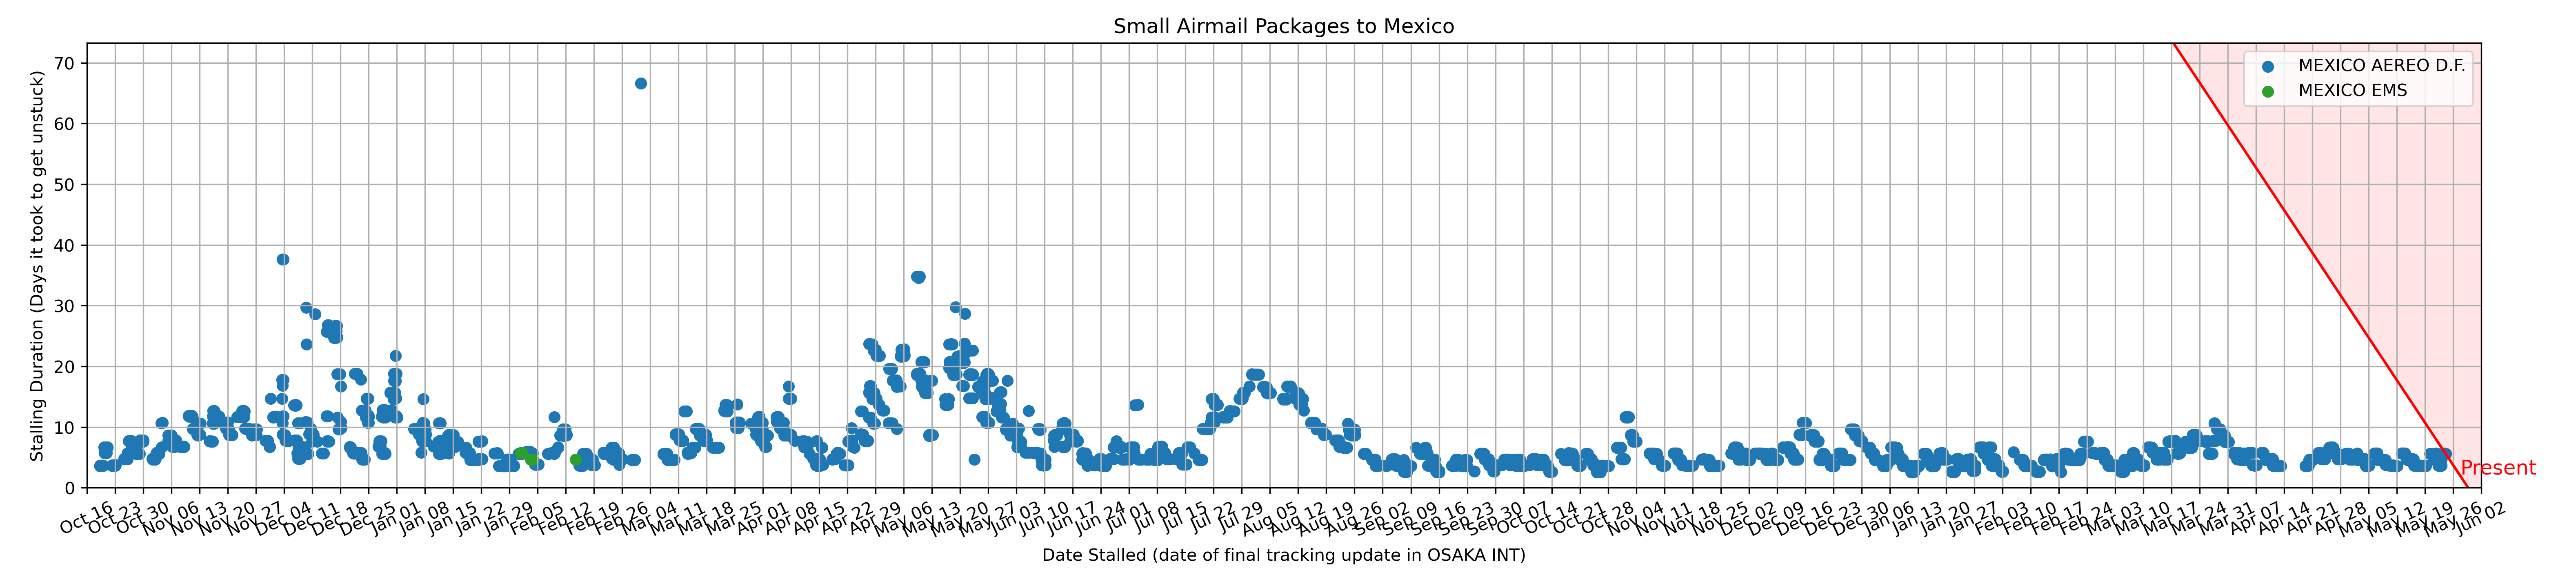 Small Airmail Packages to Mexico
MEXICO AEREO D.F.
MEXICO EMS
Stalling Duration (Days it took to get unstuck)
70
60
50
40
30
20
10
0
Present
Oct 16
Oct 23
Oct 30
Nov 06
Nov 13
Nov 20
Nov 27
Dec 04
Dec 11
Dec 18
Dec 25
Jan 01
Jan 08
Jan 15
Jan 22
Jan 29
Feb 05
Feb 12
Feb 19
Feb 26
Mar 04
Mar 11
Mar 18
Mar 25
Apr 01
Apr 08
Apr 15
Apr 22
Apr 29
May 06
May 13
May 20
May 27
Jun 03
Jun 10
Jun 17
Jun 24
Jul 01
Jul 08
Jul 15
Jul 22
Jul 29
Aug 05
Aug 12
Aug 19
Aug 26
Sep 02
Sep 09
Sep 16
Sep 23
Sep 30
Oct 07
Oct 14
Oct 21
Oct 28
Nov 04
Nov 11
Nov 18
Nov 25
Dec 02
Dec 09
Dec 16
Dec 23
Dec 30
Jan 06
Jan 13
Jan 20
Jan 27
Feb 03
Feb 10
Feb 17
Feb 24
Mar 03
Mar 10
Mar 17
Mar 24
Mar 31
Apr 07
Apr 14
Apr 21
Apr 28
May 05
May 12
May 19
May 26
Jun 02
Date Stalled (date of final tracking update in OSAKA INT)